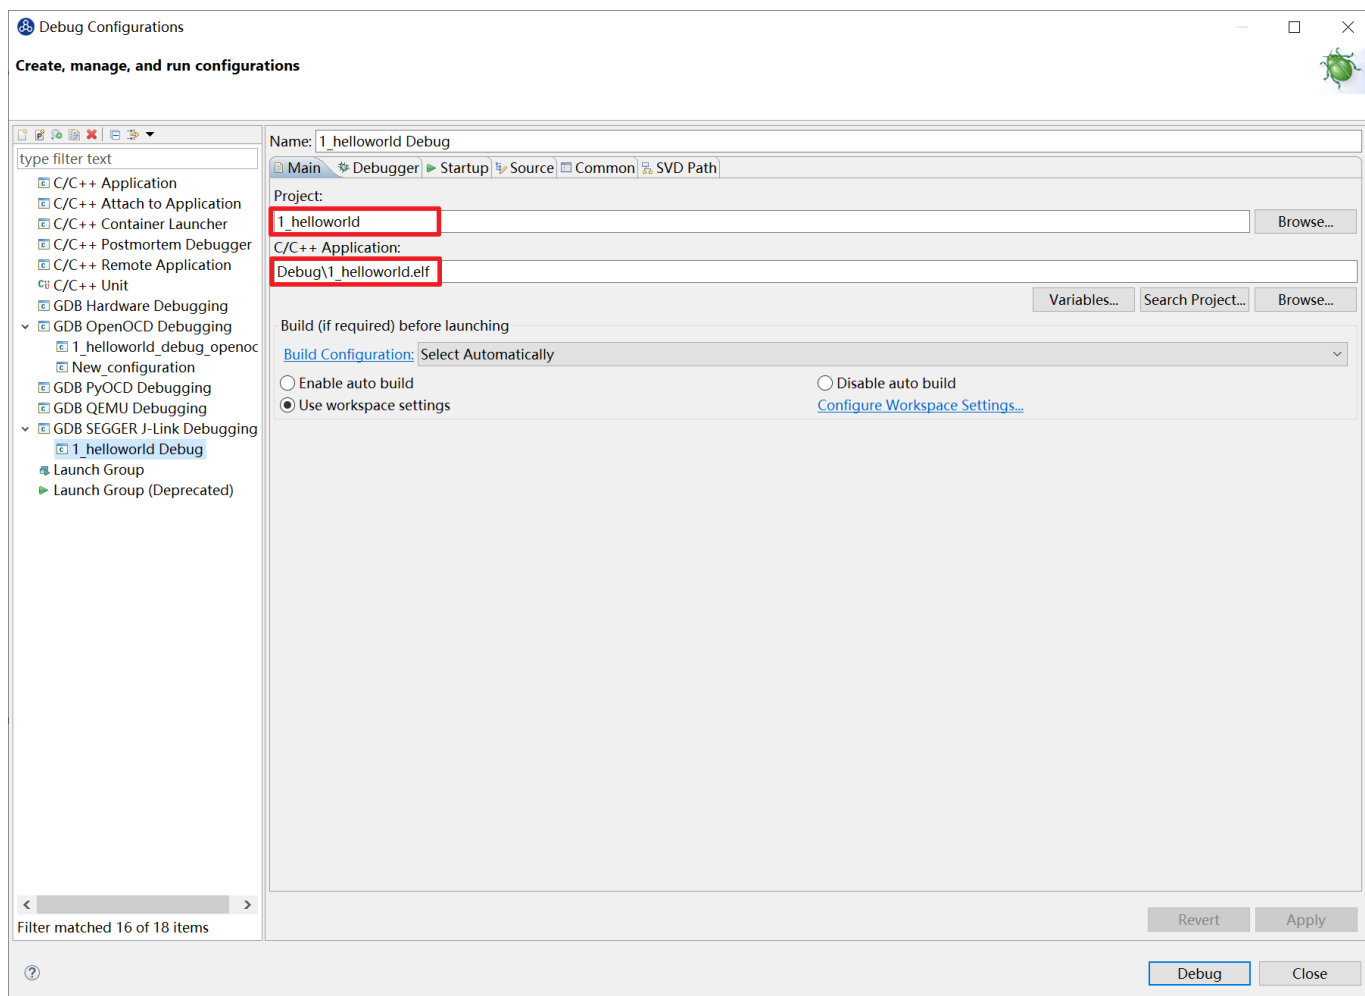 Debug Configurations
Create, manage, and run configurations
type filter text
C/C++ Application
C/C++ Attach to Application
C/C++ Container Launcher
C/C++ Postmortem Debugger
C/C++ Remote Application
C/C++ Unit
GDB Hardware Debugging
GDB OpenOCD Debugging
1_helloworld_debug_openoc
New_configuration
GDB PyOCD Debugging
GDB QEMU Debugging
GDB SEGGER J-Link Debugging
1_helloworld Debug
Launch Group
Launch Group (Deprecated)
Filter matched 16 of 18 items
Name: 1_helloworld Debug
Main Debugger Startup Source Common SVD Path
Project:
1_helloworld Browse...
C/C++ Application:
Debug\1_helloworld.elf
Variables... Search Project... Browse...
Build (if required) before launching
Build Configuration: Select Automatically
Enable auto build Disable auto build
Use workspace settings Configure Workspace Settings...
Revert Apply
Debug Close